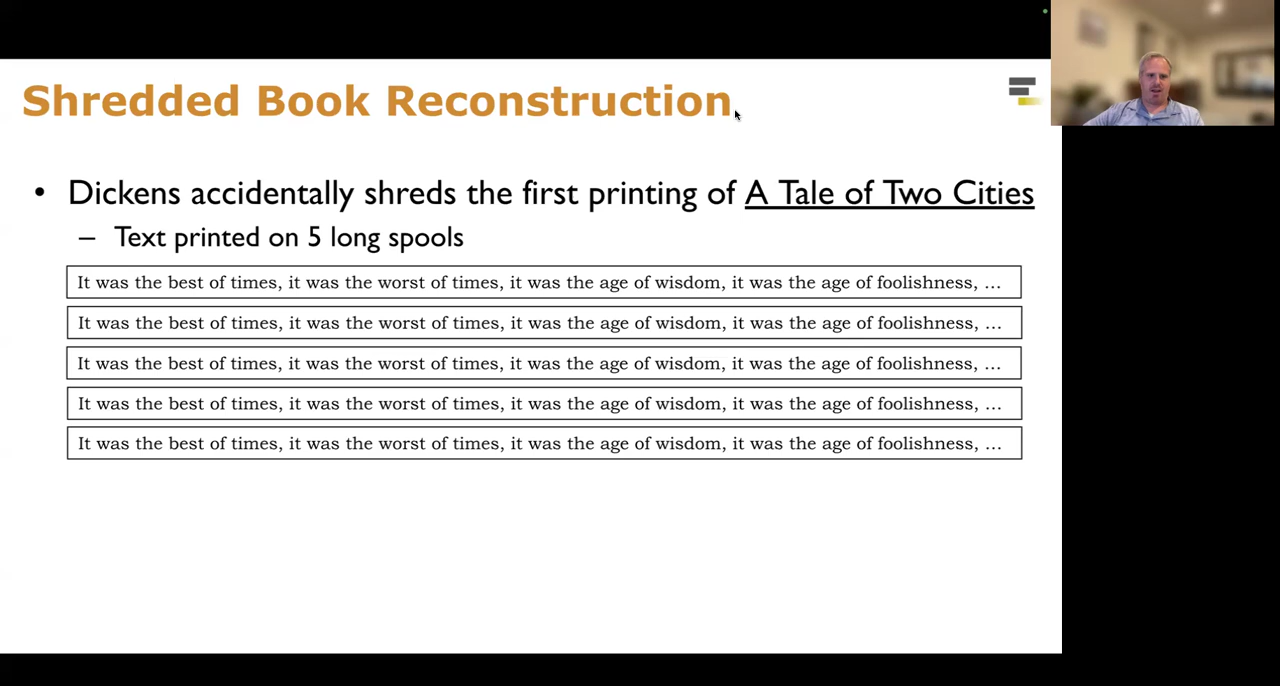 Shredded Book Reconstruction
• Dickens accidentally shreds the first printing of A Tale of Two Cities
– Text printed on 5 long spools
It was the best of times, it was the worst of times, it was the age of wisdom, it was the age of foolishness, …
It was the best of times, it was the worst of times, it was the age of wisdom, it was the age of foolishness, …
It was the best of times, it was the worst of times, it was the age of wisdom, it was the age of foolishness, …
It was the best of times, it was the worst of times, it was the age of wisdom, it was the age of foolishness, …
It was the best of times, it was the worst of times, it was the age of wisdom, it was the age of foolishness, …